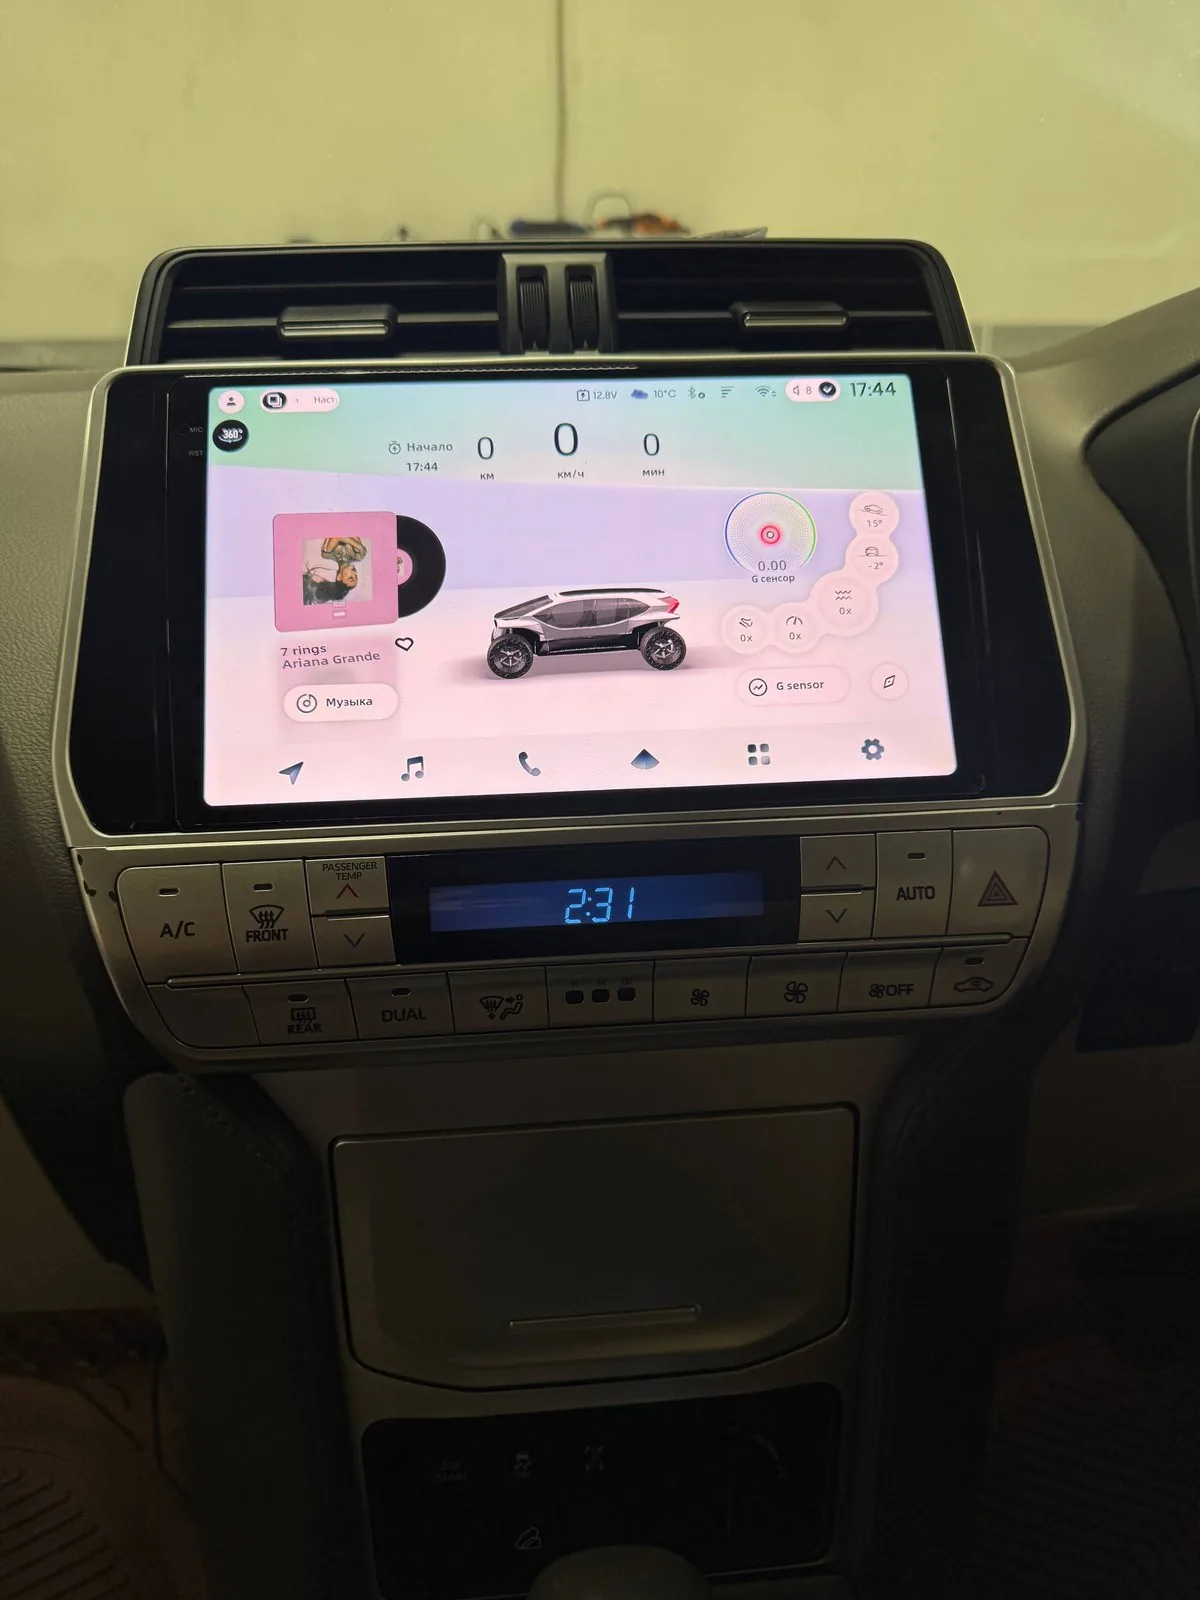 Наст
12.8V
10°C
8
17:44
MIC
360°
RST
Начало
17:44
0
км
0
км/ч
0
мин
15°
0.00
G сенсор
-2°
0x
0x
0x
7 rings
Ariana Grande
G sensor
Музыка
PASSENGER
TEMP
A/C
FRONT
2:31
AUTO
REAR
DUAL
OFF